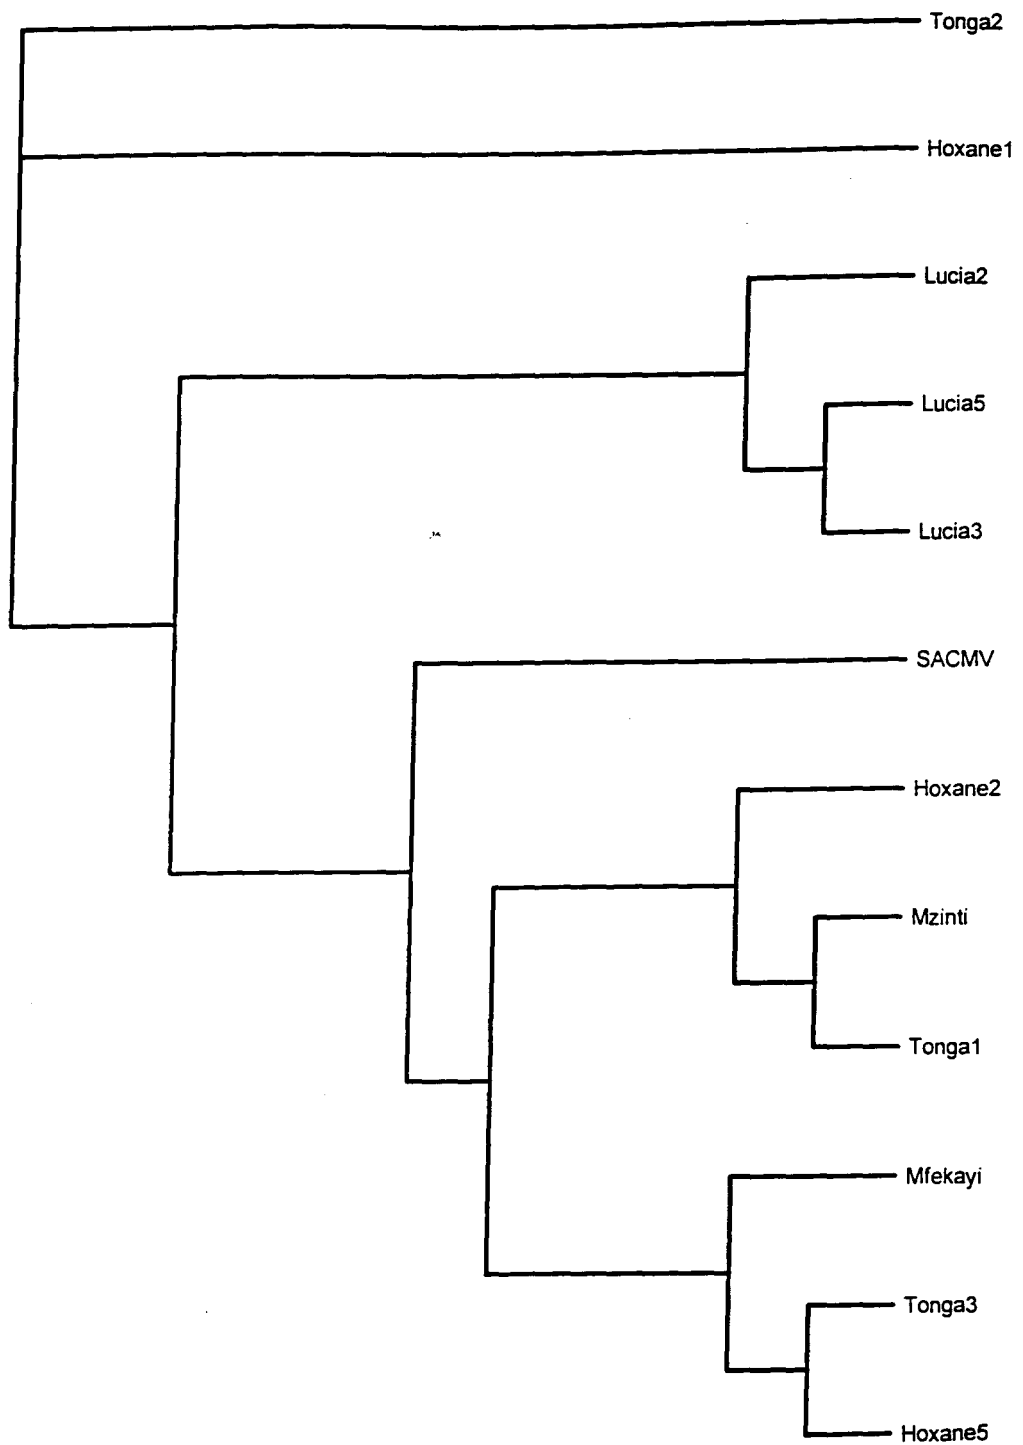 Tonga2
Hoxane1
Lucia2
Lucia5
Lucia3
SACMV
Hoxane2
Mzinti
Tonga1
Mfekayi
Tonga3
Hoxane5